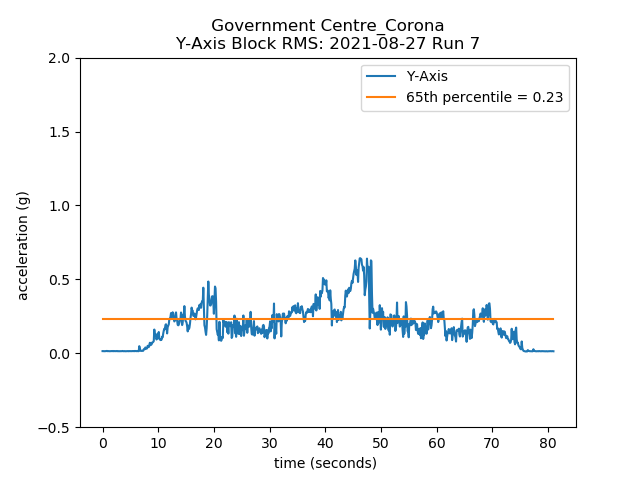 Government Centre_Corona
Y-Axis Block RMS: 2021-08-27 Run 7
Y-Axis
65th percentile = 0.23
2.0
1.5
1.0
0.5
0.0
−0.5
acceleration (g)
0 10 20 30 40 50 60 70 80
time (seconds)